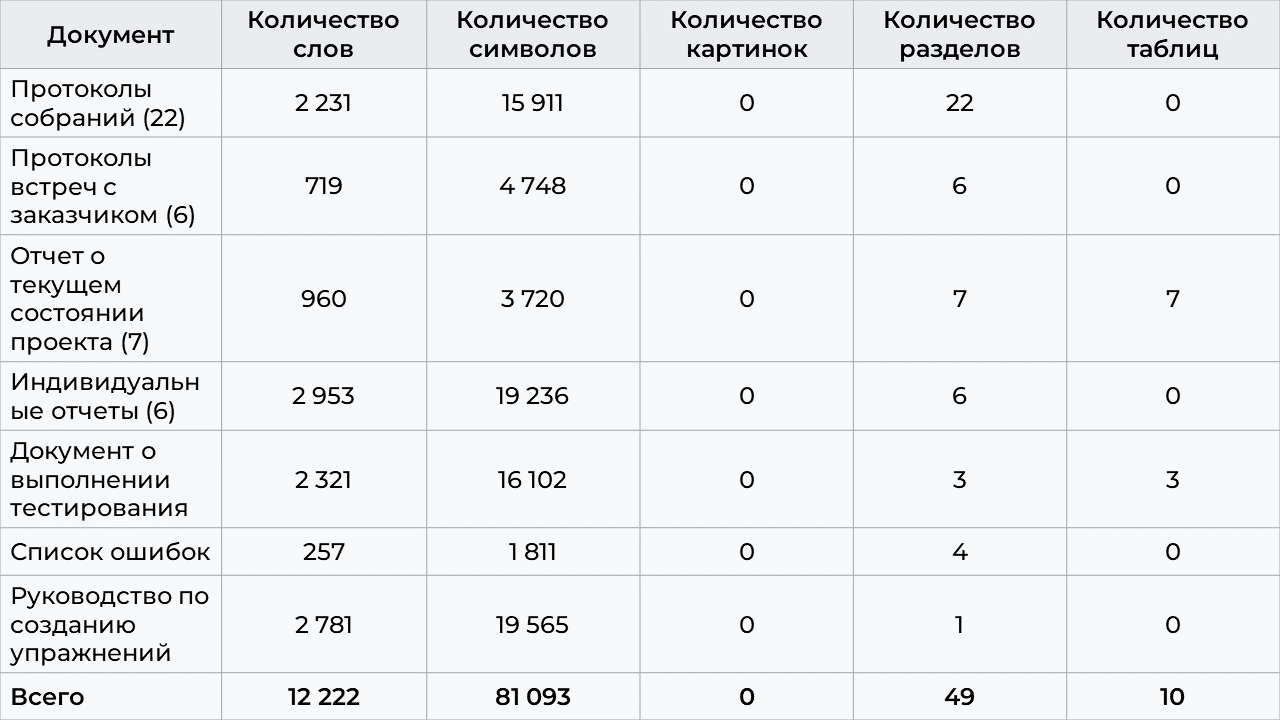 Документ
Количество
слов
Количество
символов
Количество
картинок
Количество
разделов
Количество
таблиц
Протоколы
собраний (22)
2 231
15 911
0
22
0
Протоколы
встреч с
заказчиком (6)
719
4 748
0
6
0
Отчет о
текущем
состоянии
проекта (7)
960
3 720
0
7
7
Индивидуальн
ые отчеты (6)
2 953
19 236
0
6
0
Документ о
выполнении
тестирования
2 321
16 102
0
3
3
Список ошибок
257
1 811
0
4
0
Руководство по
созданию
упражнений
2 781
19 565
0
1
0
Всего
12 222
81 093
0
49
10